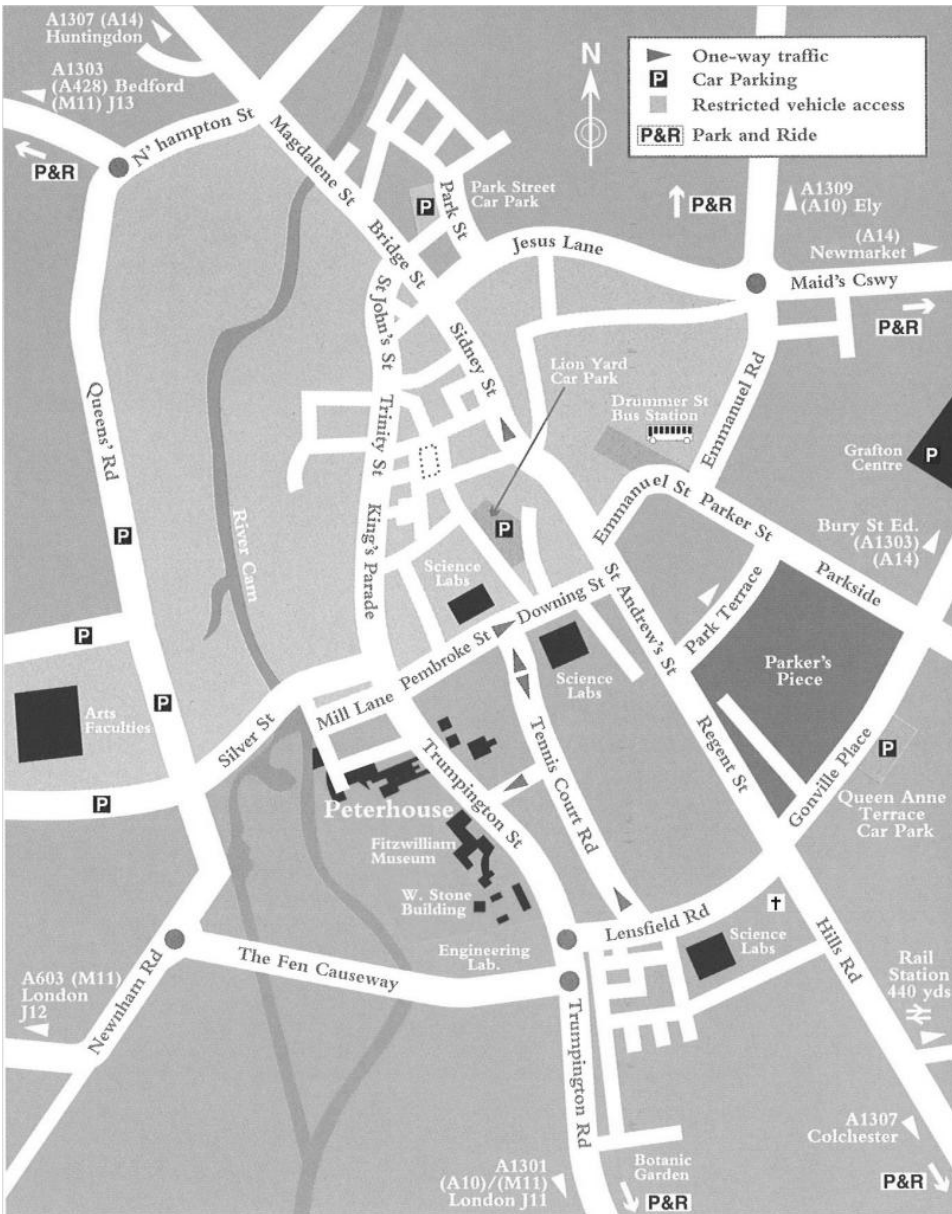 A1307 (A14)
Huntingdon
A1303
(A428) Bedford
(M11) J13
P&R
N' hampton St
Magdalene St
N
One-way traffic
P
Car Parking
Restricted vehicle access
P&R
Park and Ride
Park Street
Car Park
P
Park St
Bridge St
Jesus Lane
P&R
A1309
(A10) Ely
(A14)
Newmarket
Maid's Cswy
P&R
St John's St
Sidney St
Lion Yard
Car Park
Drummer St
Bus Station
Emmanuel Rd
Queens' Rd
Trinity St
Grafton
Centre
P
River Cam
King's Parade
P
Emmanuel St
Parker St
Bury St Ed.
(A1303)
(A14)
Parkside
P
Science
Labs
Downing St
St Andrew's St
Park Terrace
P
Pembroke St
Parker's
Piece
Arts
Faculties
P
Silver St
Mill Lane
Science
Labs
P
Trumpington St
Tennis Court Rd
Regent St
Gonville Place
P
Queen Anne
Terrace
Car Park
Peterhouse
Fitzwilliam
Museum
W. Stone
Building
Engineering
Lab.
Lensfield Rd
Science
Labs
Hills Rd
Rail
Station
440 yds
The Fen Causeway
A603 (M11)
London
J12
Newnham Rd
Trumpington Rd
A1307
Colchester
P&R
Botanic
Garden
A1301
(A10)/(M11)
London J11
P&R